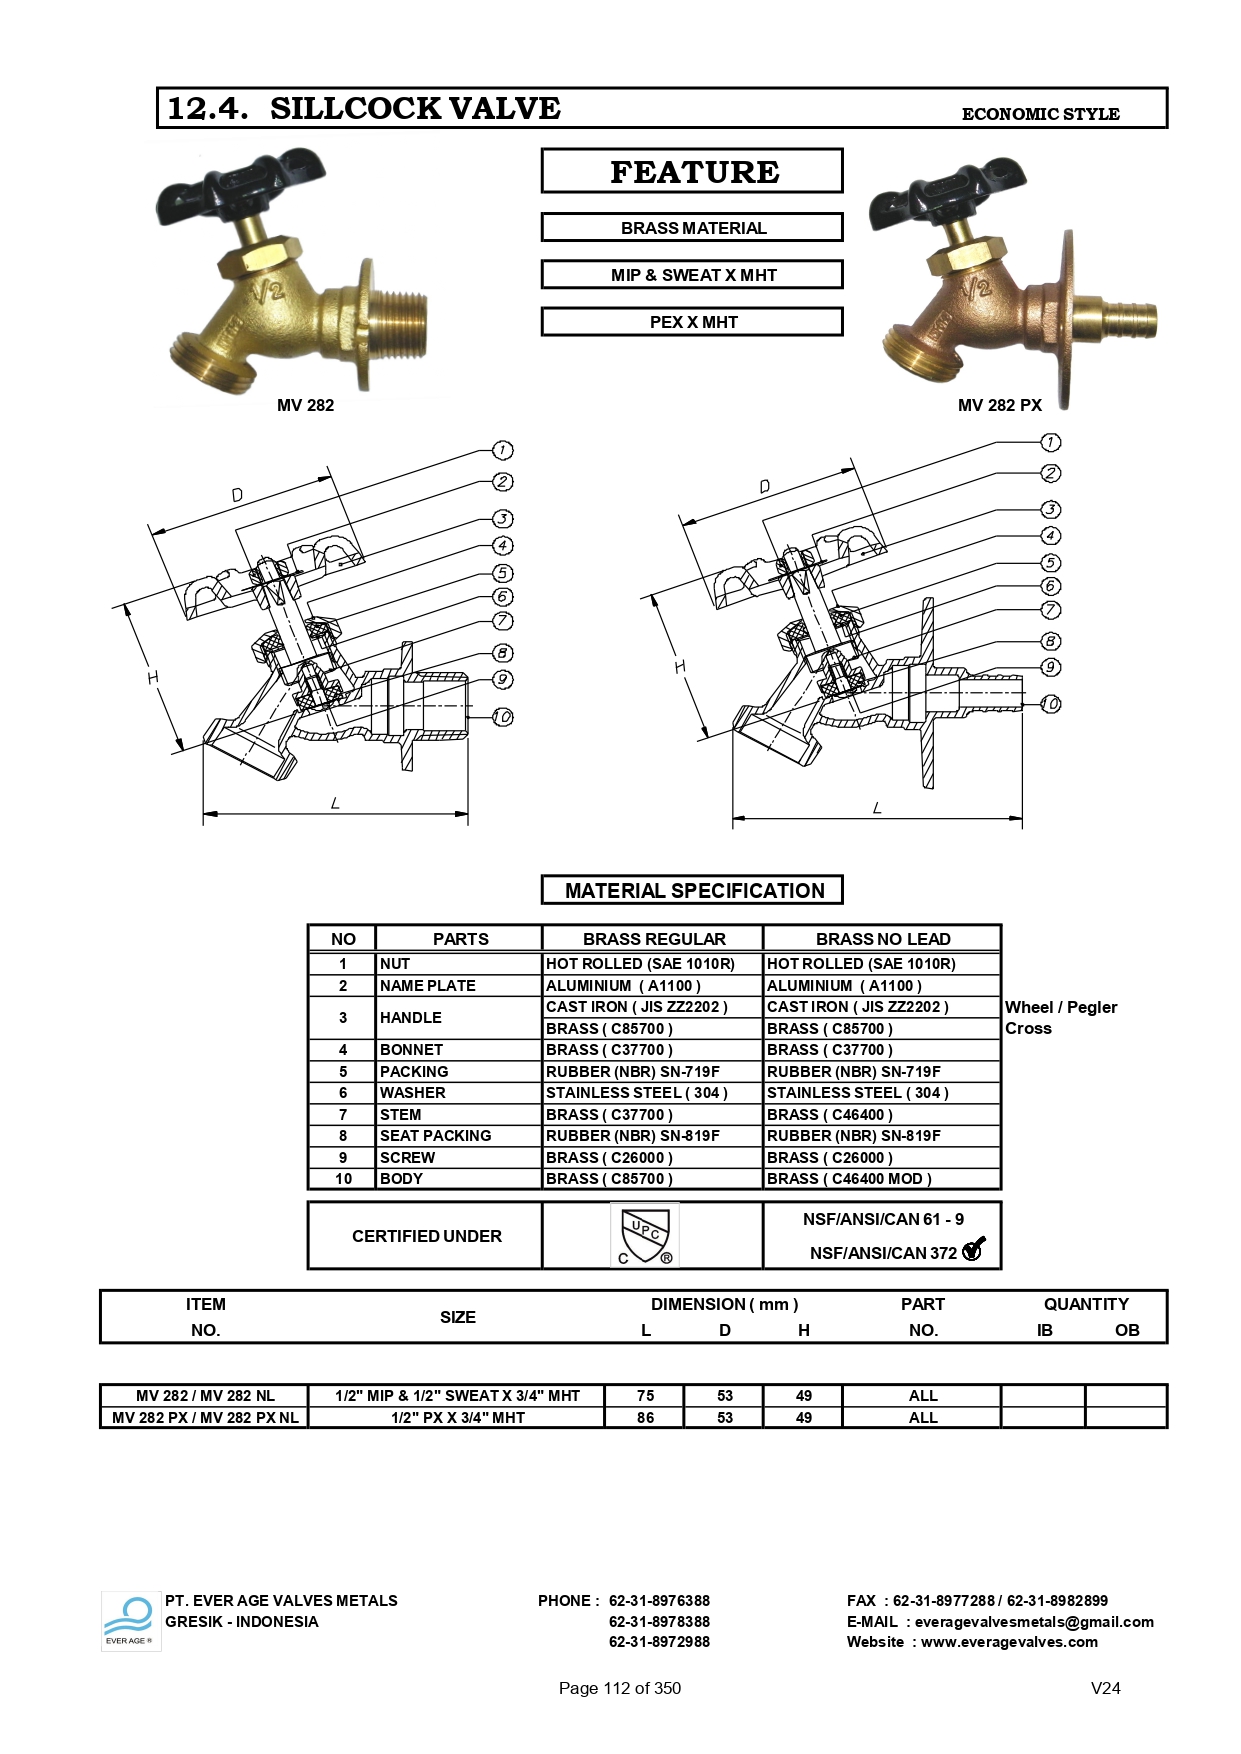 12.4. SILLCOCK VALVE ECONOMIC STYLE
FEATURE
BRASS MATERIAL
MIP & SWEAT X MHT
PEX X MHT
1/2
1/2
MV 282
MV 282 PX
D
H
L
1
2
3
4
5
6
7
8
9
10
D
H
L
1
2
3
4
5
6
7
8
9
10
MATERIAL SPECIFICATION
NO PARTS BRASS REGULAR BRASS NO LEAD
1 NUT HOT ROLLED (SAE 1010R) HOT ROLLED (SAE 1010R)
2 NAME PLATE ALUMINIUM ( A1100 ) ALUMINIUM ( A1100 )
3 HANDLE CAST IRON ( JIS ZZ2202 ) CAST IRON ( JIS ZZ2202 ) Wheel / Pegler
BRASS ( C85700 ) BRASS ( C85700 ) Cross
4 BONNET BRASS ( C37700 ) BRASS ( C37700 )
5 PACKING RUBBER (NBR) SN-719F RUBBER (NBR) SN-719F
6 WASHER STAINLESS STEEL ( 304 ) STAINLESS STEEL ( 304 )
7 STEM BRASS ( C37700 ) BRASS ( C46400 )
8 SEAT PACKING RUBBER (NBR) SN-819F RUBBER (NBR) SN-819F
9 SCREW BRASS ( C26000 ) BRASS ( C26000 )
10 BODY BRASS ( C85700 ) BRASS ( C46400 MOD )
CERTIFIED UNDER
UPC
C ®
NSF/ANSI/CAN 61 - 9
NSF/ANSI/CAN 372
ITEM NO. SIZE DIMENSION ( mm ) PART NO. QUANTITY
L D H IB OB
MV 282 / MV 282 NL 1/2" MIP & 1/2" SWEAT X 3/4" MHT 75 53 49 ALL
MV 282 PX / MV 282 PX NL 1/2" PX X 3/4" MHT 86 53 49 ALL
EVER AGE ®
PT. EVER AGE VALVES METALS PHONE : 62-31-8976388 FAX : 62-31-8977288 / 62-31-8982899
GRESIK - INDONESIA 62-31-8978388 E-MAIL : everagevalvesmetals@gmail.com
62-31-8972988 Website : www.everagevalves.com
Page 112 of 350 V24